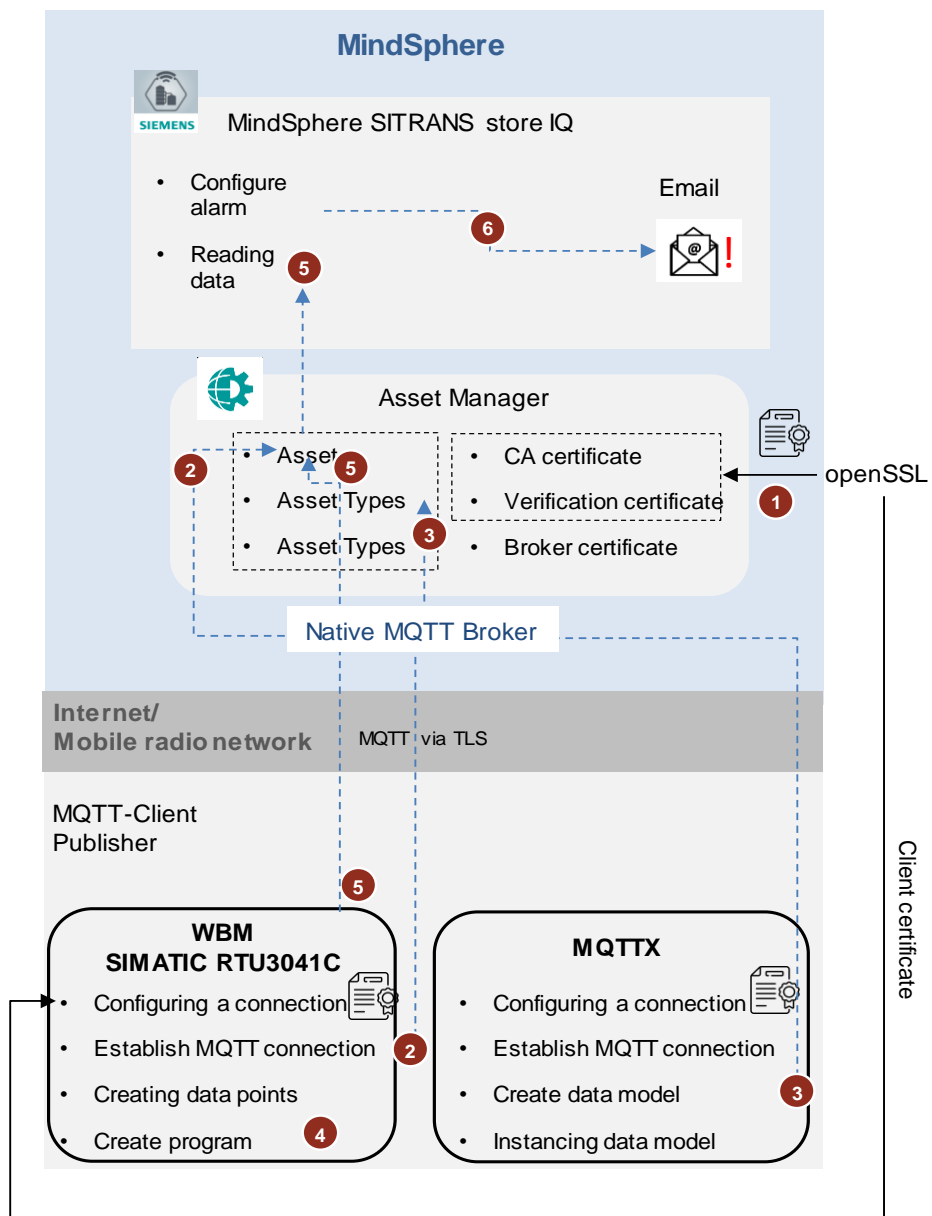 MindSphere
SIEMENS
MindSphere SITRANS store IQ
• Configure
alarm
Email
6
@
!
• Reading
data
5
Asset Manager
2
• Asset
5
• Asset Types
3
• Asset Types
• CA certificate
• Verification certificate
• Broker certificate
1
openSSL
Native MQTT Broker
Internet/
Mobile radio network
MQTT via TLS
MQTT-Client
Publisher
5
Client certificate
WBM
SIMATIC RTU3041C
• Configuring a connection
• Establish MQTT connection
2
• Creating data points
• Create program
4
MQTTX
• Configuring a connection
• Establish MQTT connection
• Create data model
3
• Instancing data model